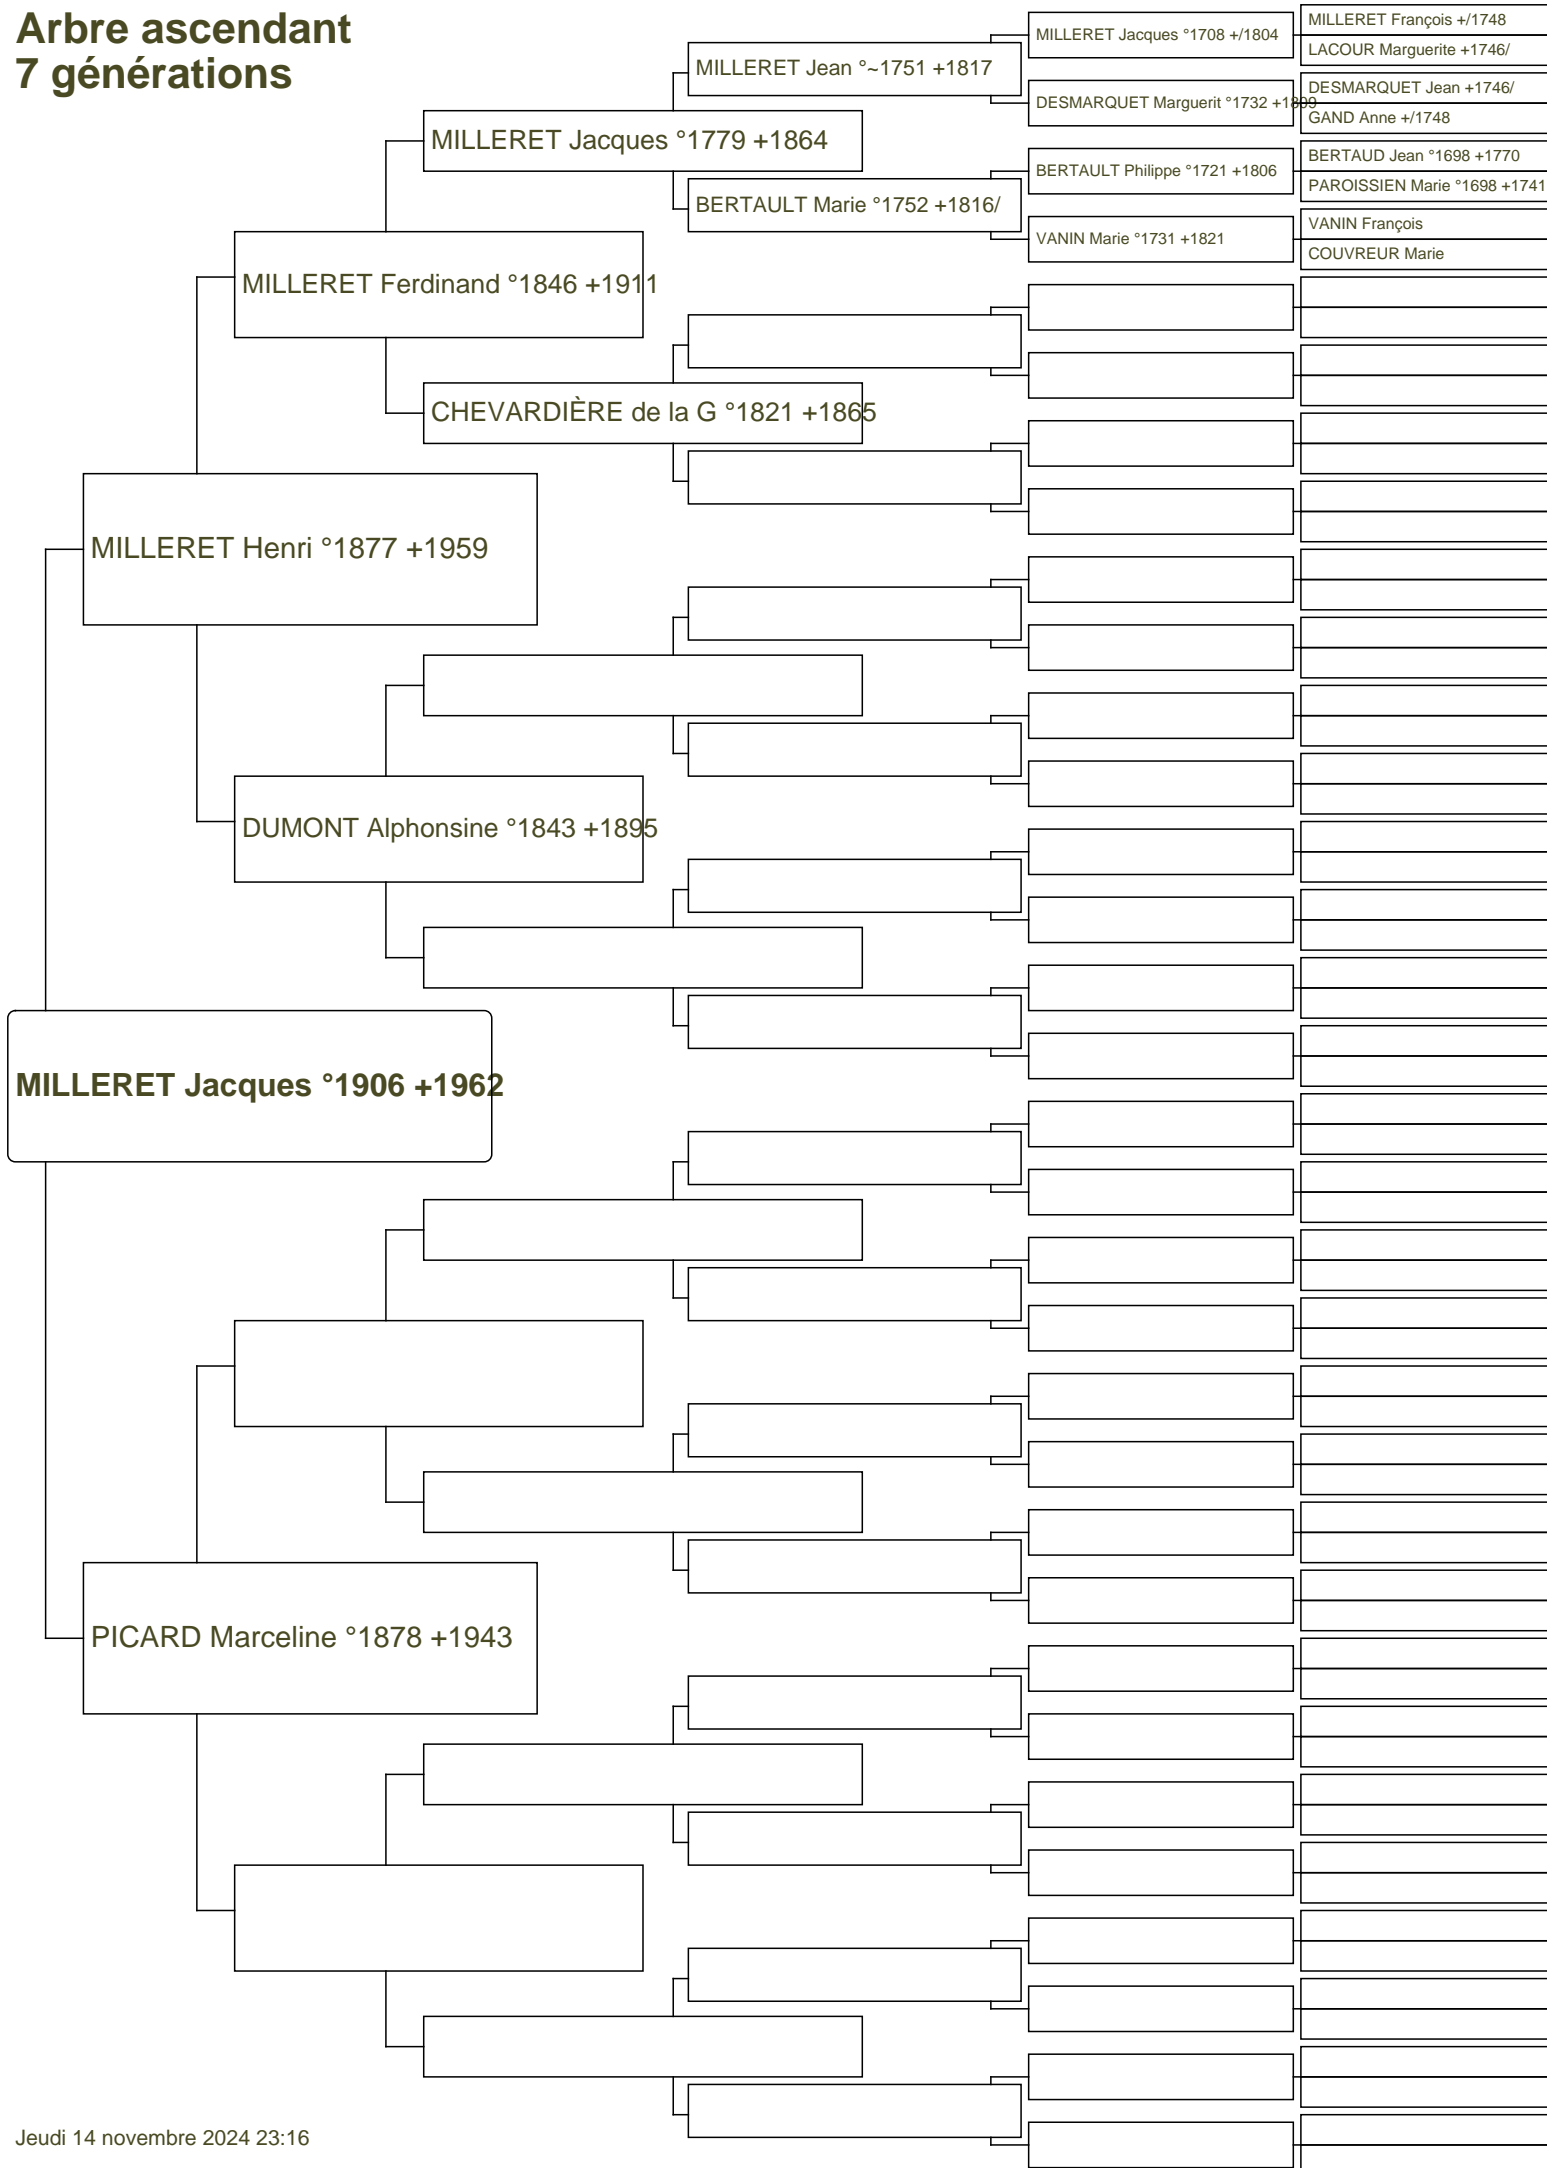 Arbre ascendant
7 générations
MILLERET Jacques °1708 +/1804
MILLERET François +/1748
LACOUR Marguerite +1746/
MILLERET Jean °~1751 +1817
DESMARQUET Marguerit °1732 +1809
DESMARQUET Jean +1746/
GAND Anne +/1748
MILLERET Jacques °1779 +1864
BERTAULT Philippe °1721 +1806
BERTAUD Jean °1698 +1770
PAROISSIEN Marie °1698 +1741
BERTAULT Marie °1752 +1816/
VANIN Marie °1731 +1821
VANIN François
COUVREUR Marie
MILLERET Ferdinand °1846 +1911
CHEVARDIÈRE de la G °1821 +1865
MILLERET Henri °1877 +1959
DUMONT Alphonsine °1843 +1895
MILLERET Jacques °1906 +1962
PICARD Marceline °1878 +1943
Jeudi 14 novembre 2024 23:16